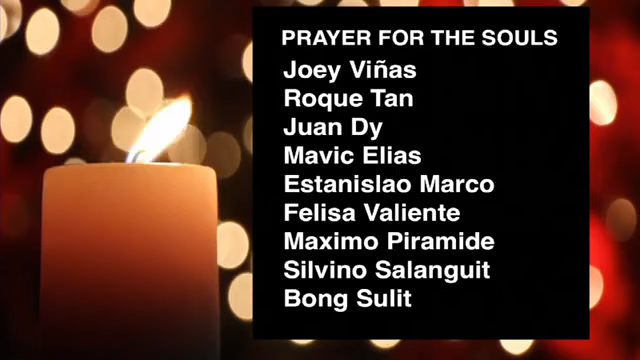 PRAYER FOR THE SOULS
Joey Viñas
Roque Tan
Juan Dy
Mavic Elias
Estanislao Marco
Felisa Valiente
Maximo Piramide
Silvino Salanguit
Bong Sulit